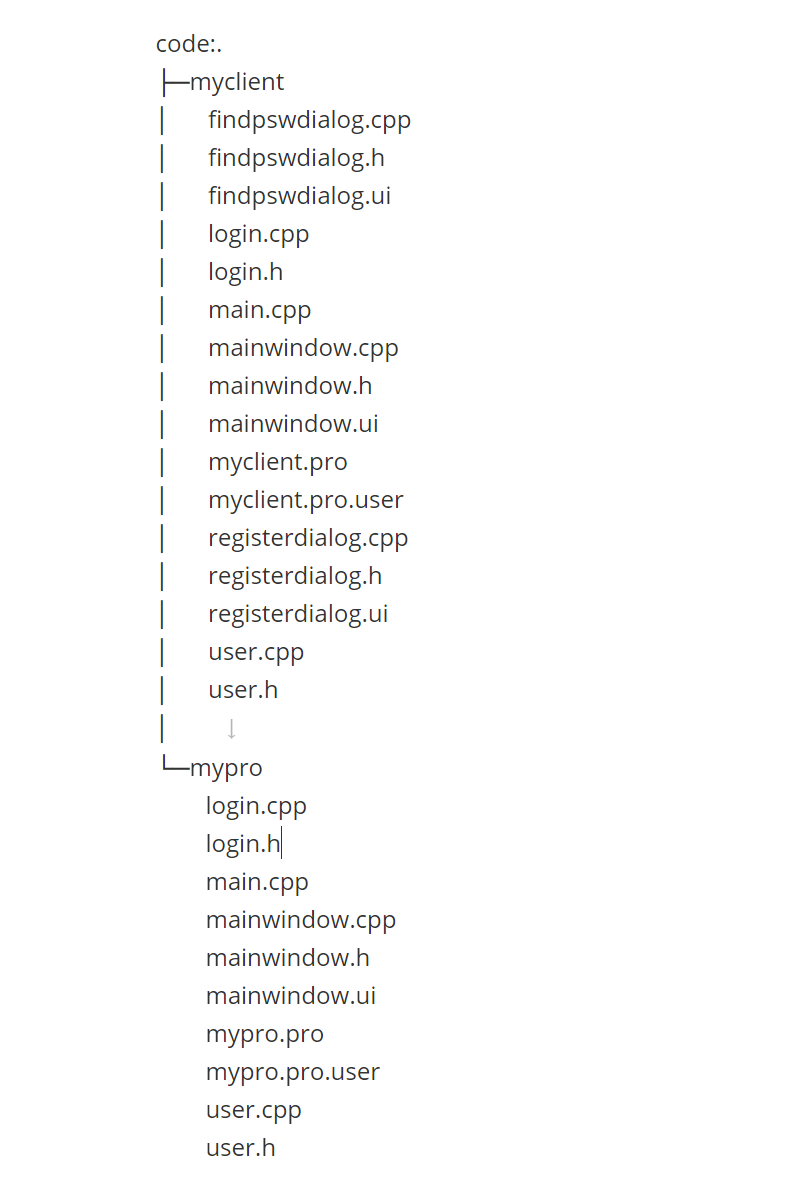 code:.
├─myclient
│ findpswdialog.cpp
│ findpswdialog.h
│ findpswdialog.ui
│ login.cpp
│ login.h
│ main.cpp
│ mainwindow.cpp
│ mainwindow.h
│ mainwindow.ui
│ myclient.pro
│ myclient.pro.user
│ registerdialog.cpp
│ registerdialog.h
│ registerdialog.ui
│ user.cpp
│ user.h
│ ↓
└─mypro
login.cpp
login.h
main.cpp
mainwindow.cpp
mainwindow.h
mainwindow.ui
mypro.pro
mypro.pro.user
user.cpp
user.h